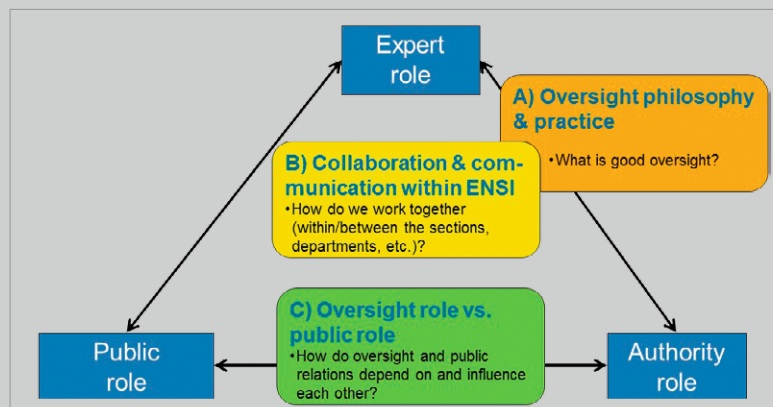 Expert
role
A) Oversight philosophy
& practice
•What is good oversight?
B) Collaboration & com-
munication within ENSI
•How do we work together
(within/between the sections,
departments, etc.)?
C) Oversight role vs.
public role
•How do oversight and public
relations depend on and influence
each other?
Public
role
Authority
role